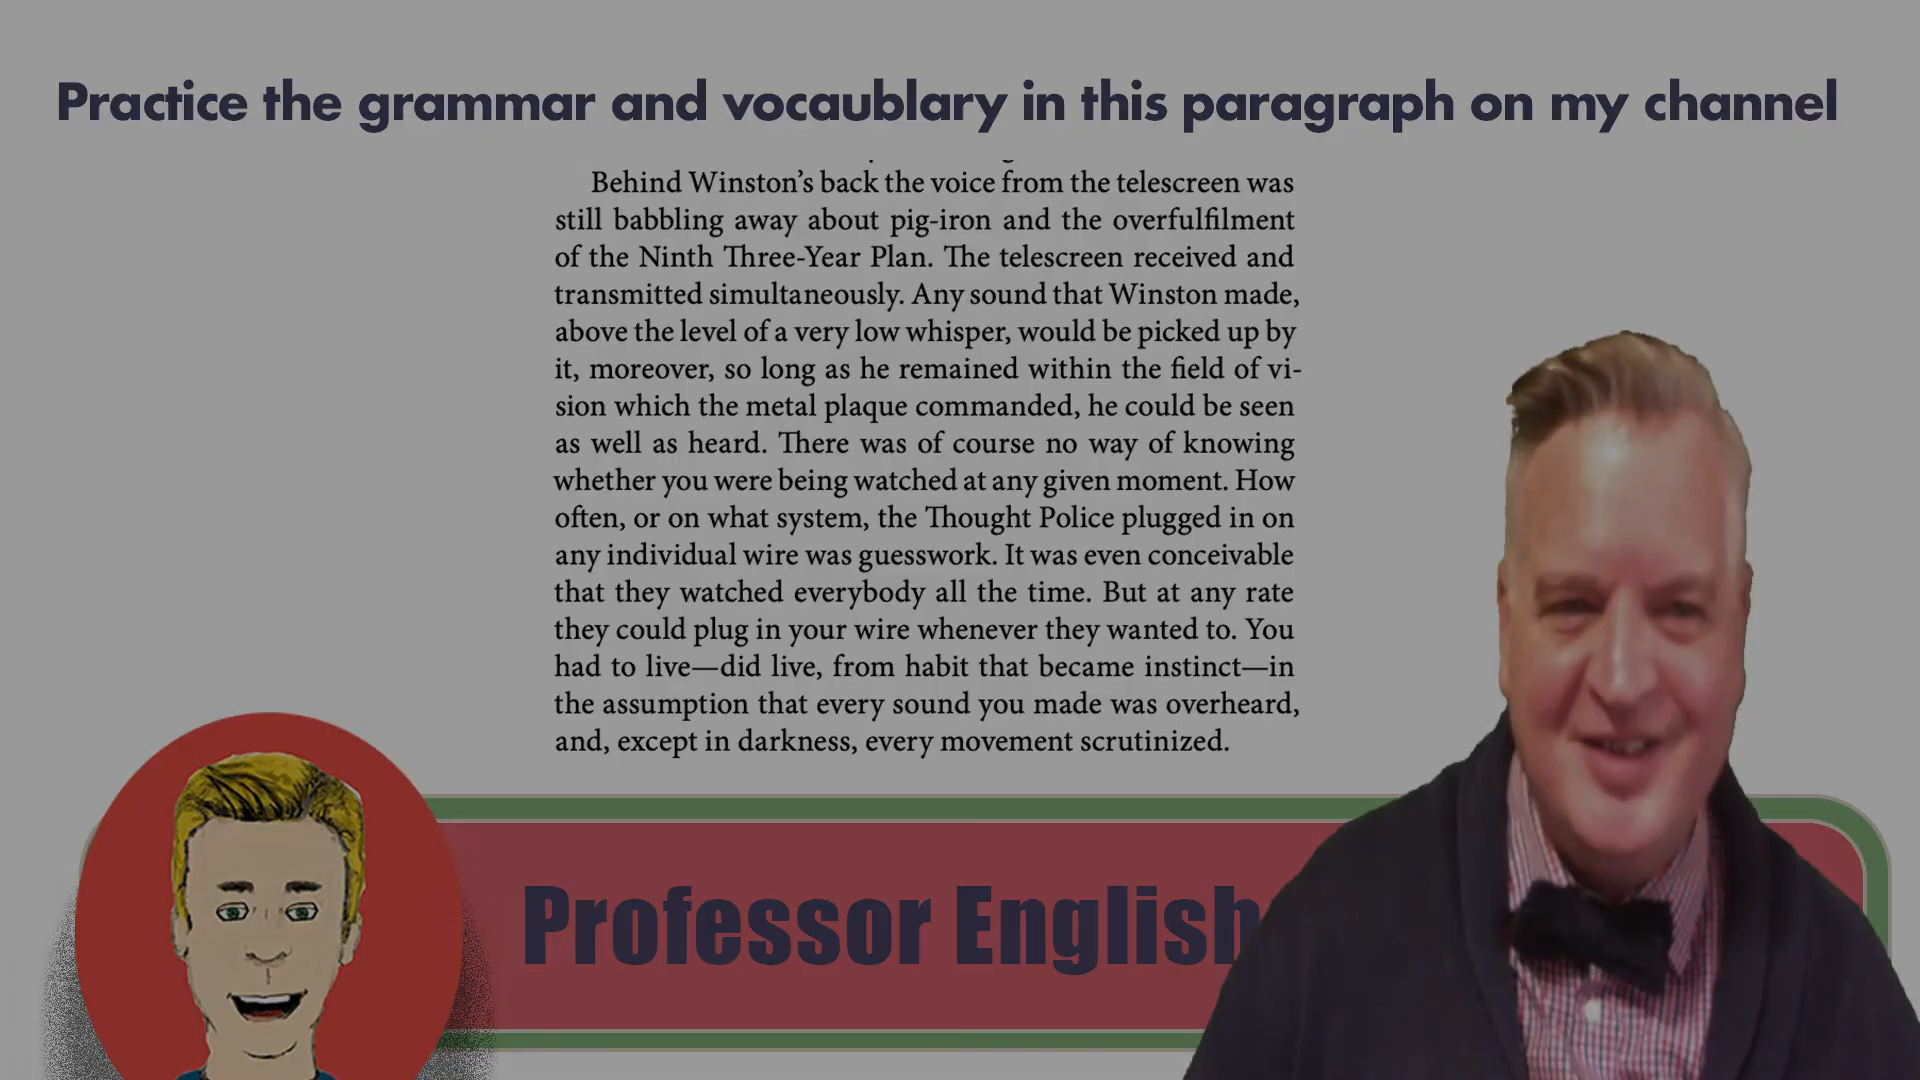 Practice the grammar and vocaublary in this paragraph on my channel
Behind Winston's back the voice from the telescreen was
still babbling away about pig-iron and the overfulfilment
of the Ninth Three-Year Plan. The telescreen received and
transmitted simultaneously. Any sound that Winston made,
above the level of a very low whisper, would be picked up by
it, moreover, so long as he remained within the field of vi-
sion which the metal plaque commanded, he could be seen
as well as heard. There was of course no way of knowing
whether you were being watched at any given moment. How
often, or on what system, the Thought Police plugged in on
any individual wire was guesswork. It was even conceivable
that they watched everybody all the time. But at any rate
they could plug in your wire whenever they wanted to. You
had to live—did live, from habit that became instinct—in
the assumption that every sound you made was overheard,
and, except in darkness, every movement scrutinized.
Professor English